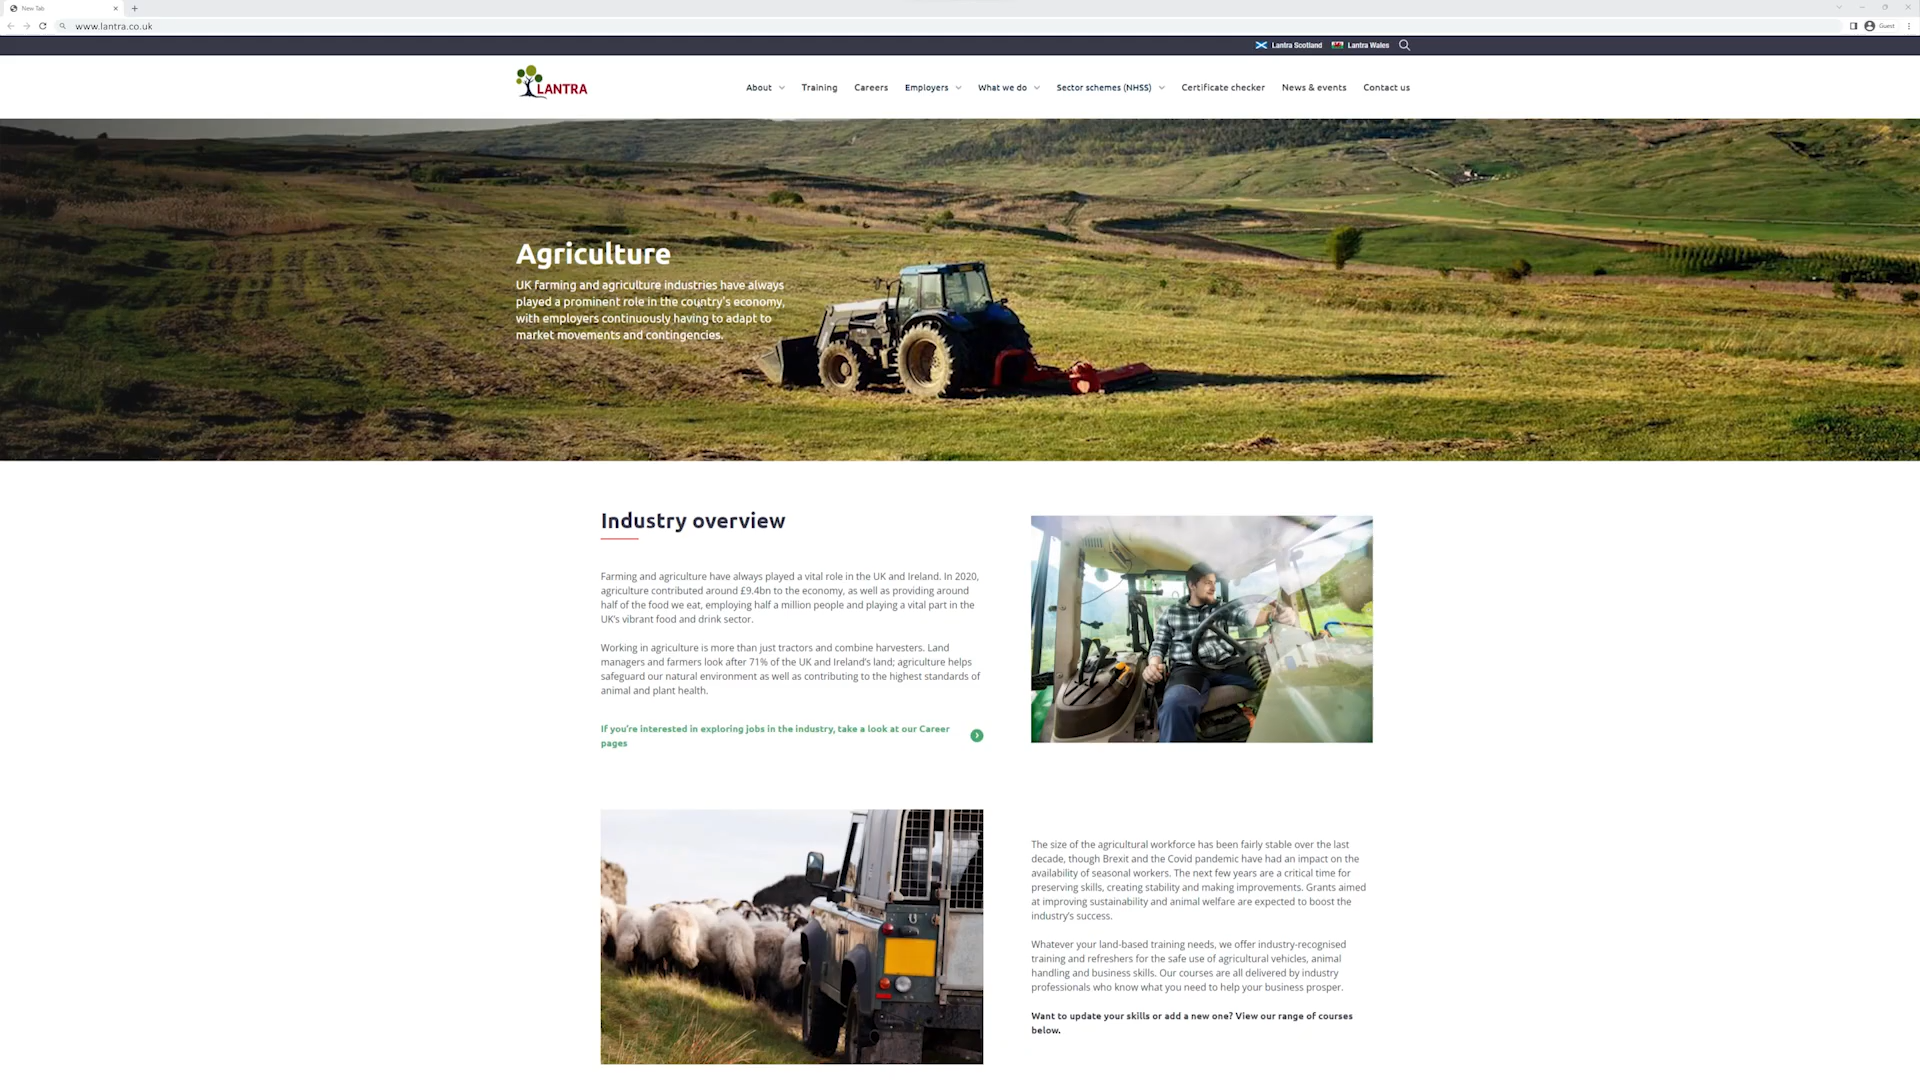 New Tab
www.lantra.co.uk
Guest
Lantra Scotland
Lantra Wales
LANTRA
About
Training
Careers
Employers
What we do
Sector schemes (NHSS)
Certificate checker
News & events
Contact us
Agriculture
UK farming and agriculture industries have always
played a prominent role in the country's economy,
with employers continuously having to adapt to
market movements and contingencies.
Industry overview
Farming and agriculture have always played a vital role in the UK and Ireland. In 2020,
agriculture contributed around £9.4bn to the economy, as well as providing around
half of the food we eat, employing half a million people and playing a vital part in the
UK's vibrant food and drink sector.
Working in agriculture is more than just tractors and combine harvesters. Land
managers and farmers look after 71% of the UK and Ireland's land; agriculture helps
safeguard our natural environment as well as contributing to the highest standards of
animal and plant health.
If you're interested in exploring jobs in the industry, take a look at our Career
pages
The size of the agricultural workforce has been fairly stable over the last
decade, though Brexit and the Covid pandemic have had an impact on the
availability of seasonal workers. The next few years are a critical time for
preserving skills, creating stability and making improvements. Grants aimed
at improving sustainability and animal welfare are expected to boost the
industry's success.
Whatever your land-based training needs, we offer industry-recognised
training and refreshers for the safe use of agricultural vehicles, animal
handling and business skills. Our courses are all delivered by industry
professionals who know what you need to help your business prosper.
Want to update your skills or add a new one? View our range of courses
below.